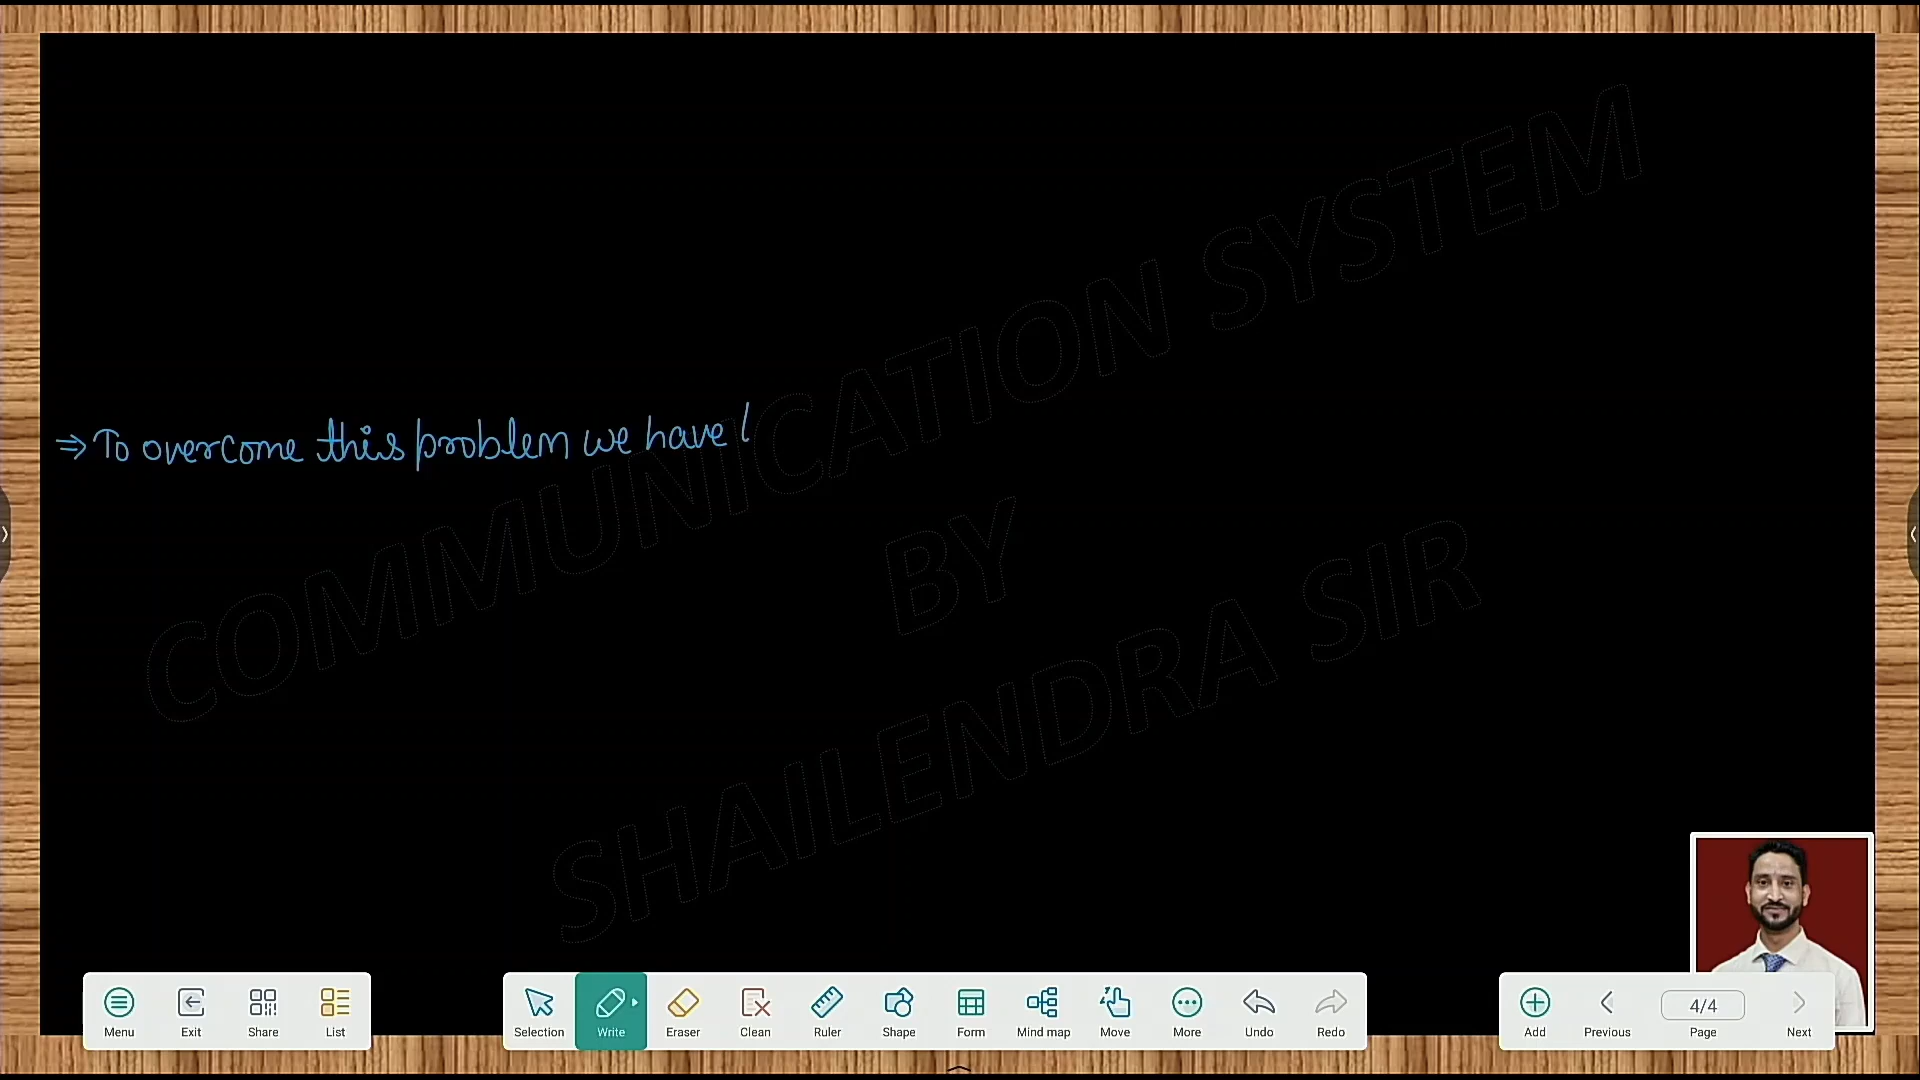 COMMUNICATION SYSTEM
⇒ To overcome this problem we have
BY
SHAILENDRA SIR
Menu Exit Share List
Selection Write Eraser Clean Ruler Shape Form Mind map Move More Undo Redo
Add Previous 4/4 Page Next